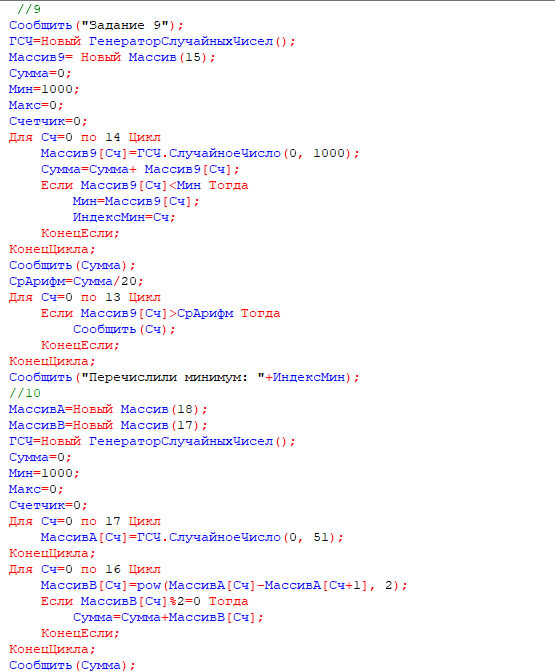 //9
Сообщить("Задание 9");
ГСЧ=Новый ГенераторСлучайныхЧисел();
Массив9= Новый Массив(15);
Сумма=0;
Мин=1000;
Макс=0;
Счетчик=0;
Для Сч=0 по 14 Цикл
    Массив9[Сч]=ГСЧ.СлучайноеЧисло(0, 1000);
    Сумма=Сумма+ Массив9[Сч];
    Если Массив9[Сч]<Мин Тогда
        Мин=Массив9[Сч];
        ИндексМин=Сч;
    КонецЕсли;
КонецЦикла;
Сообщить(Сумма);
СрАрифм=Сумма/20;
Для Сч=0 по 13 Цикл
    Если Массив9[Сч]>СрАрифм Тогда
        Сообщить(Сч);
    КонецЕсли;
КонецЦикла;
Сообщить("Перечислили минимум: "+ИндексМин);
//10
МассивА=Новый Массив(18);
МассивВ=Новый Массив(17);
ГСЧ=Новый ГенераторСлучайныхЧисел();
Сумма=0;
Мин=1000;
Макс=0;
Счетчик=0;
Для Сч=0 по 17 Цикл
    МассивА[Сч]=ГСЧ.СлучайноеЧисло(0, 51);
КонецЦикла;
Для Сч=0 по 16 Цикл
    МассивВ[Сч]=pow(МассивА[Сч]-МассивА[Сч+1], 2);
    Если МассивВ[Сч]%2=0 Тогда
        Сумма=Сумма+МассивВ[Сч];
    КонецЕсли;
КонецЦикла;
Сообщить(Сумма);